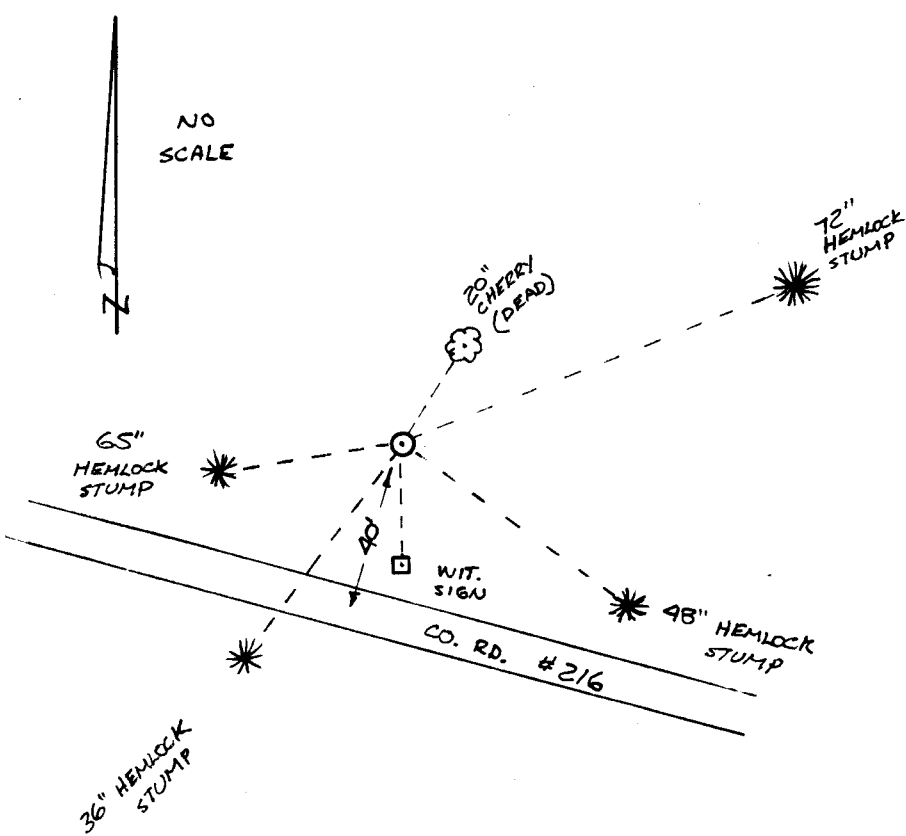 NO
SCALE
N
72"
HEMLOCK
STUMP
20"
CHERRY
(DEAD)
65"
HEMLOCK
STUMP
40'
WIT.
SIGN
48" HEMLOCK
STUMP
CO. RD. #216
36" HEMLOCK
STUMP